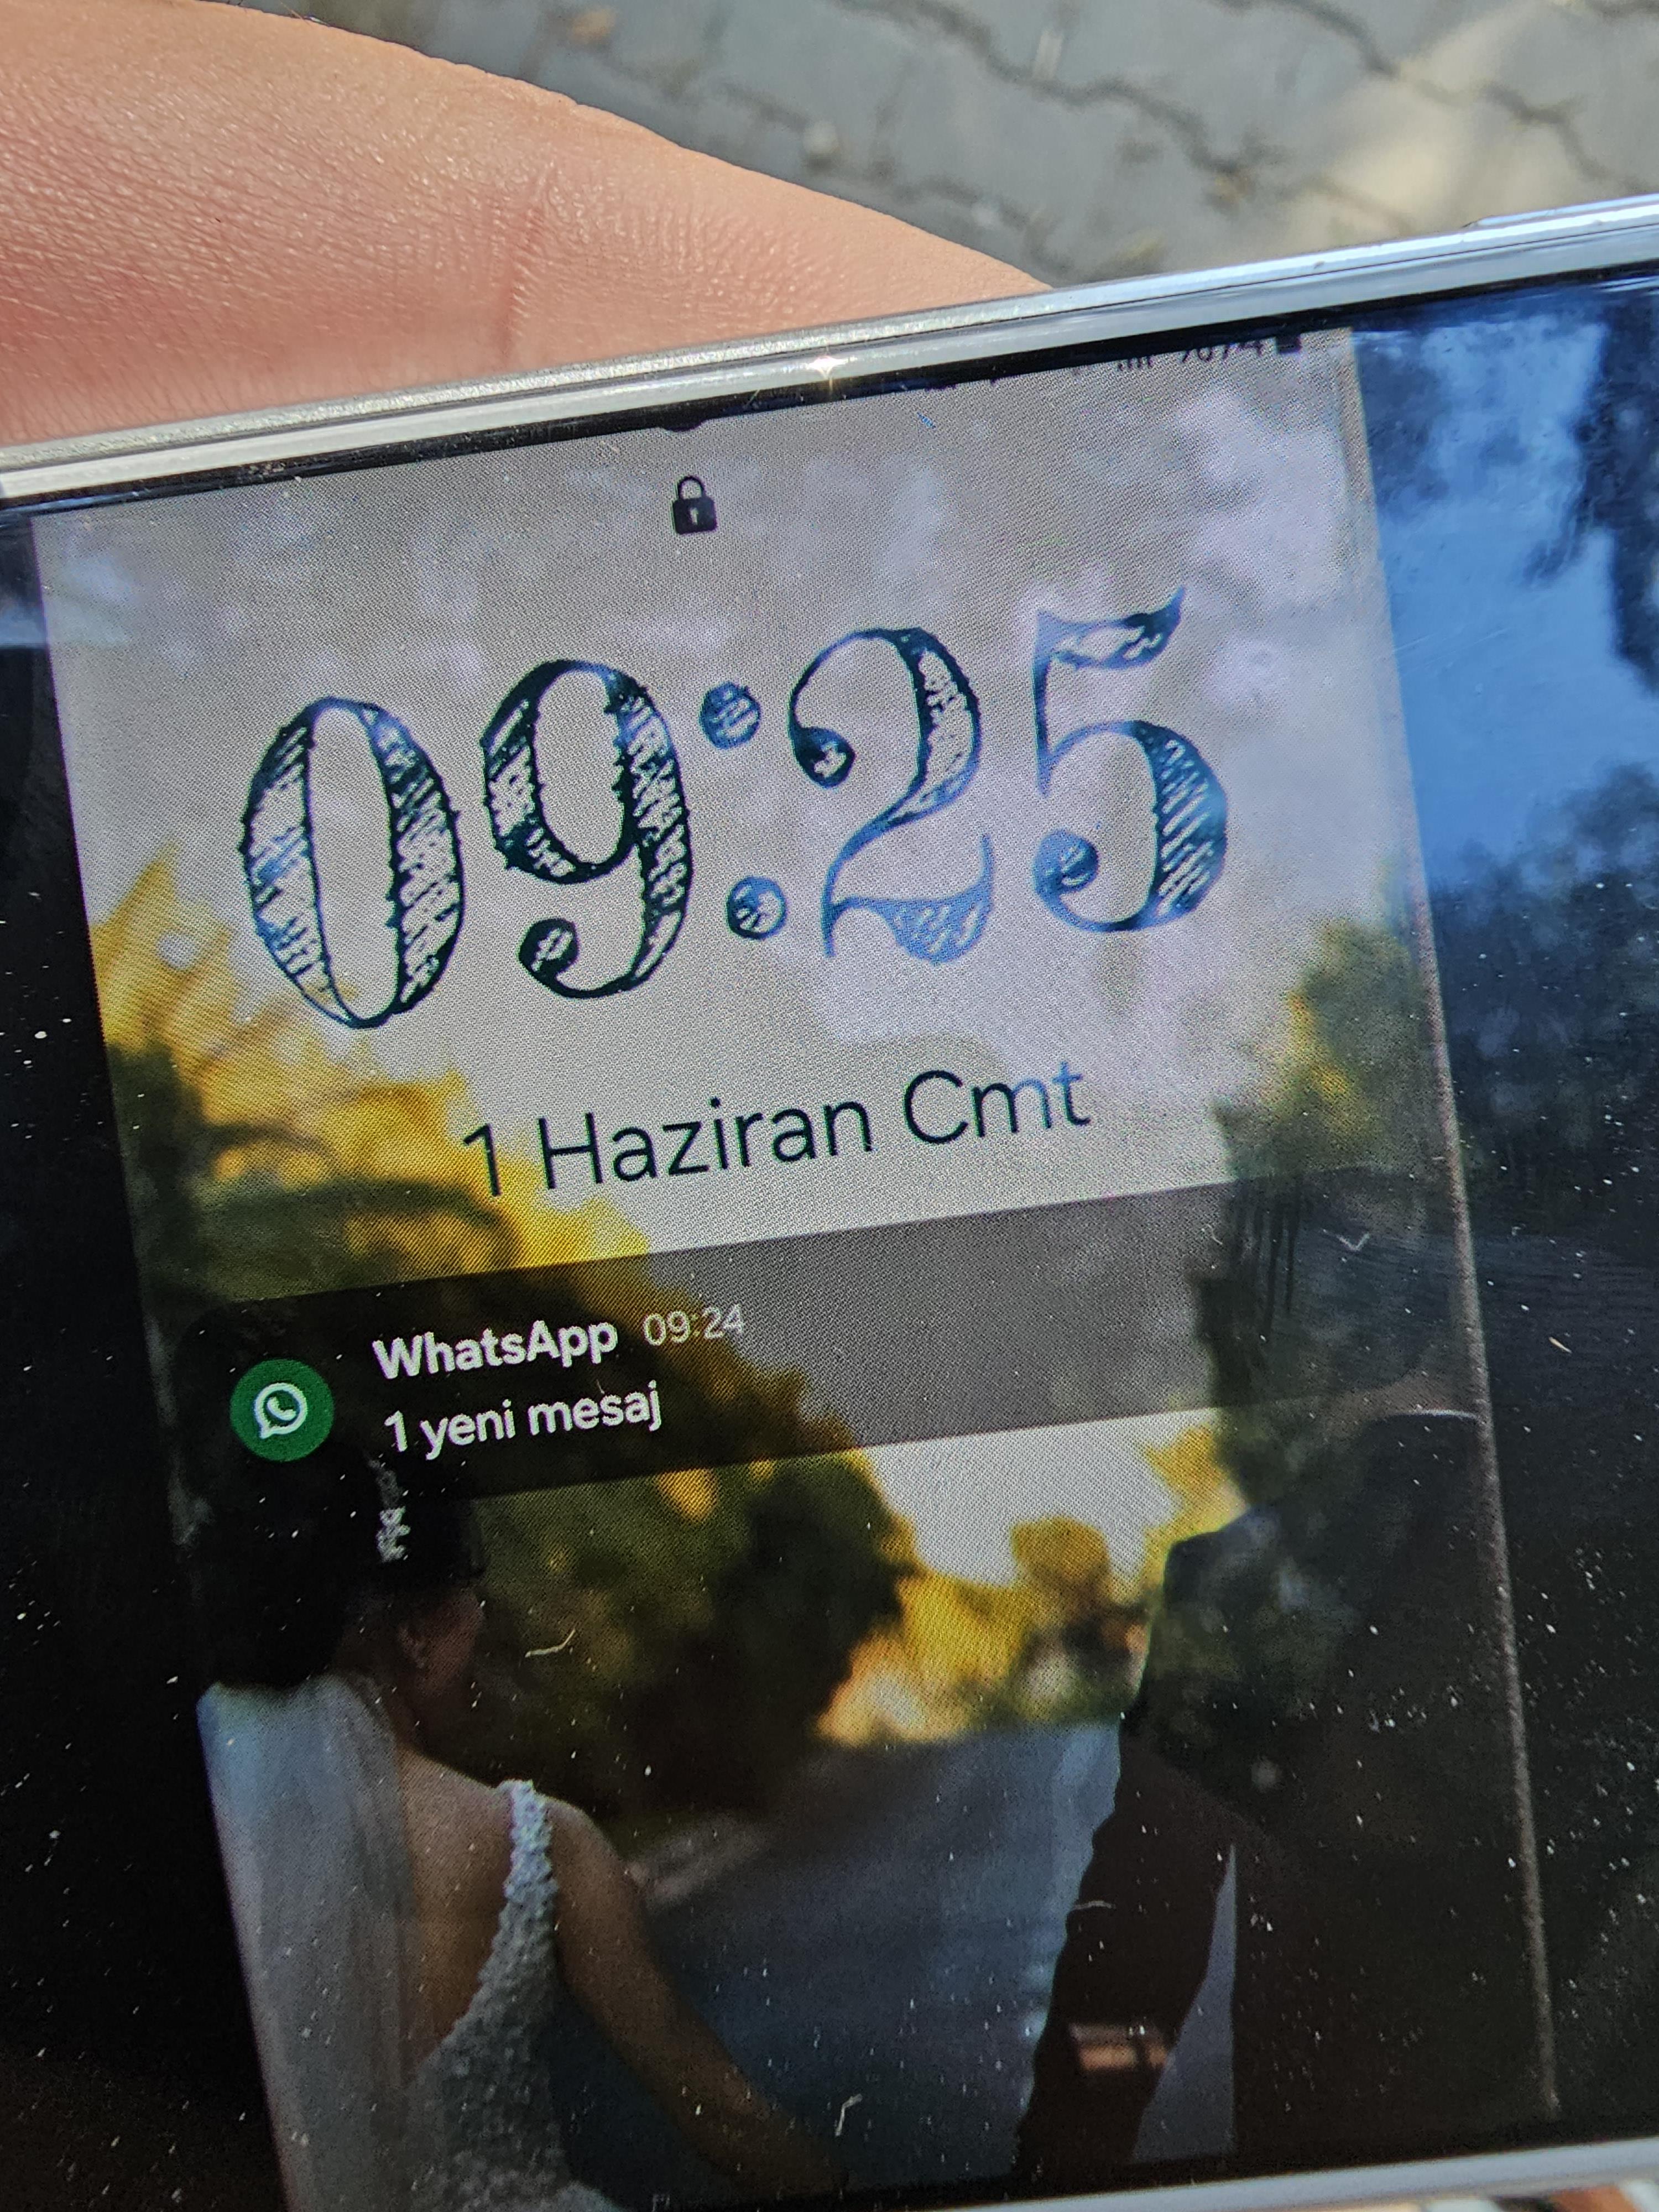 09:25
1 Haziran Cmt
WhatsApp 09:24
1 yeni mesaj